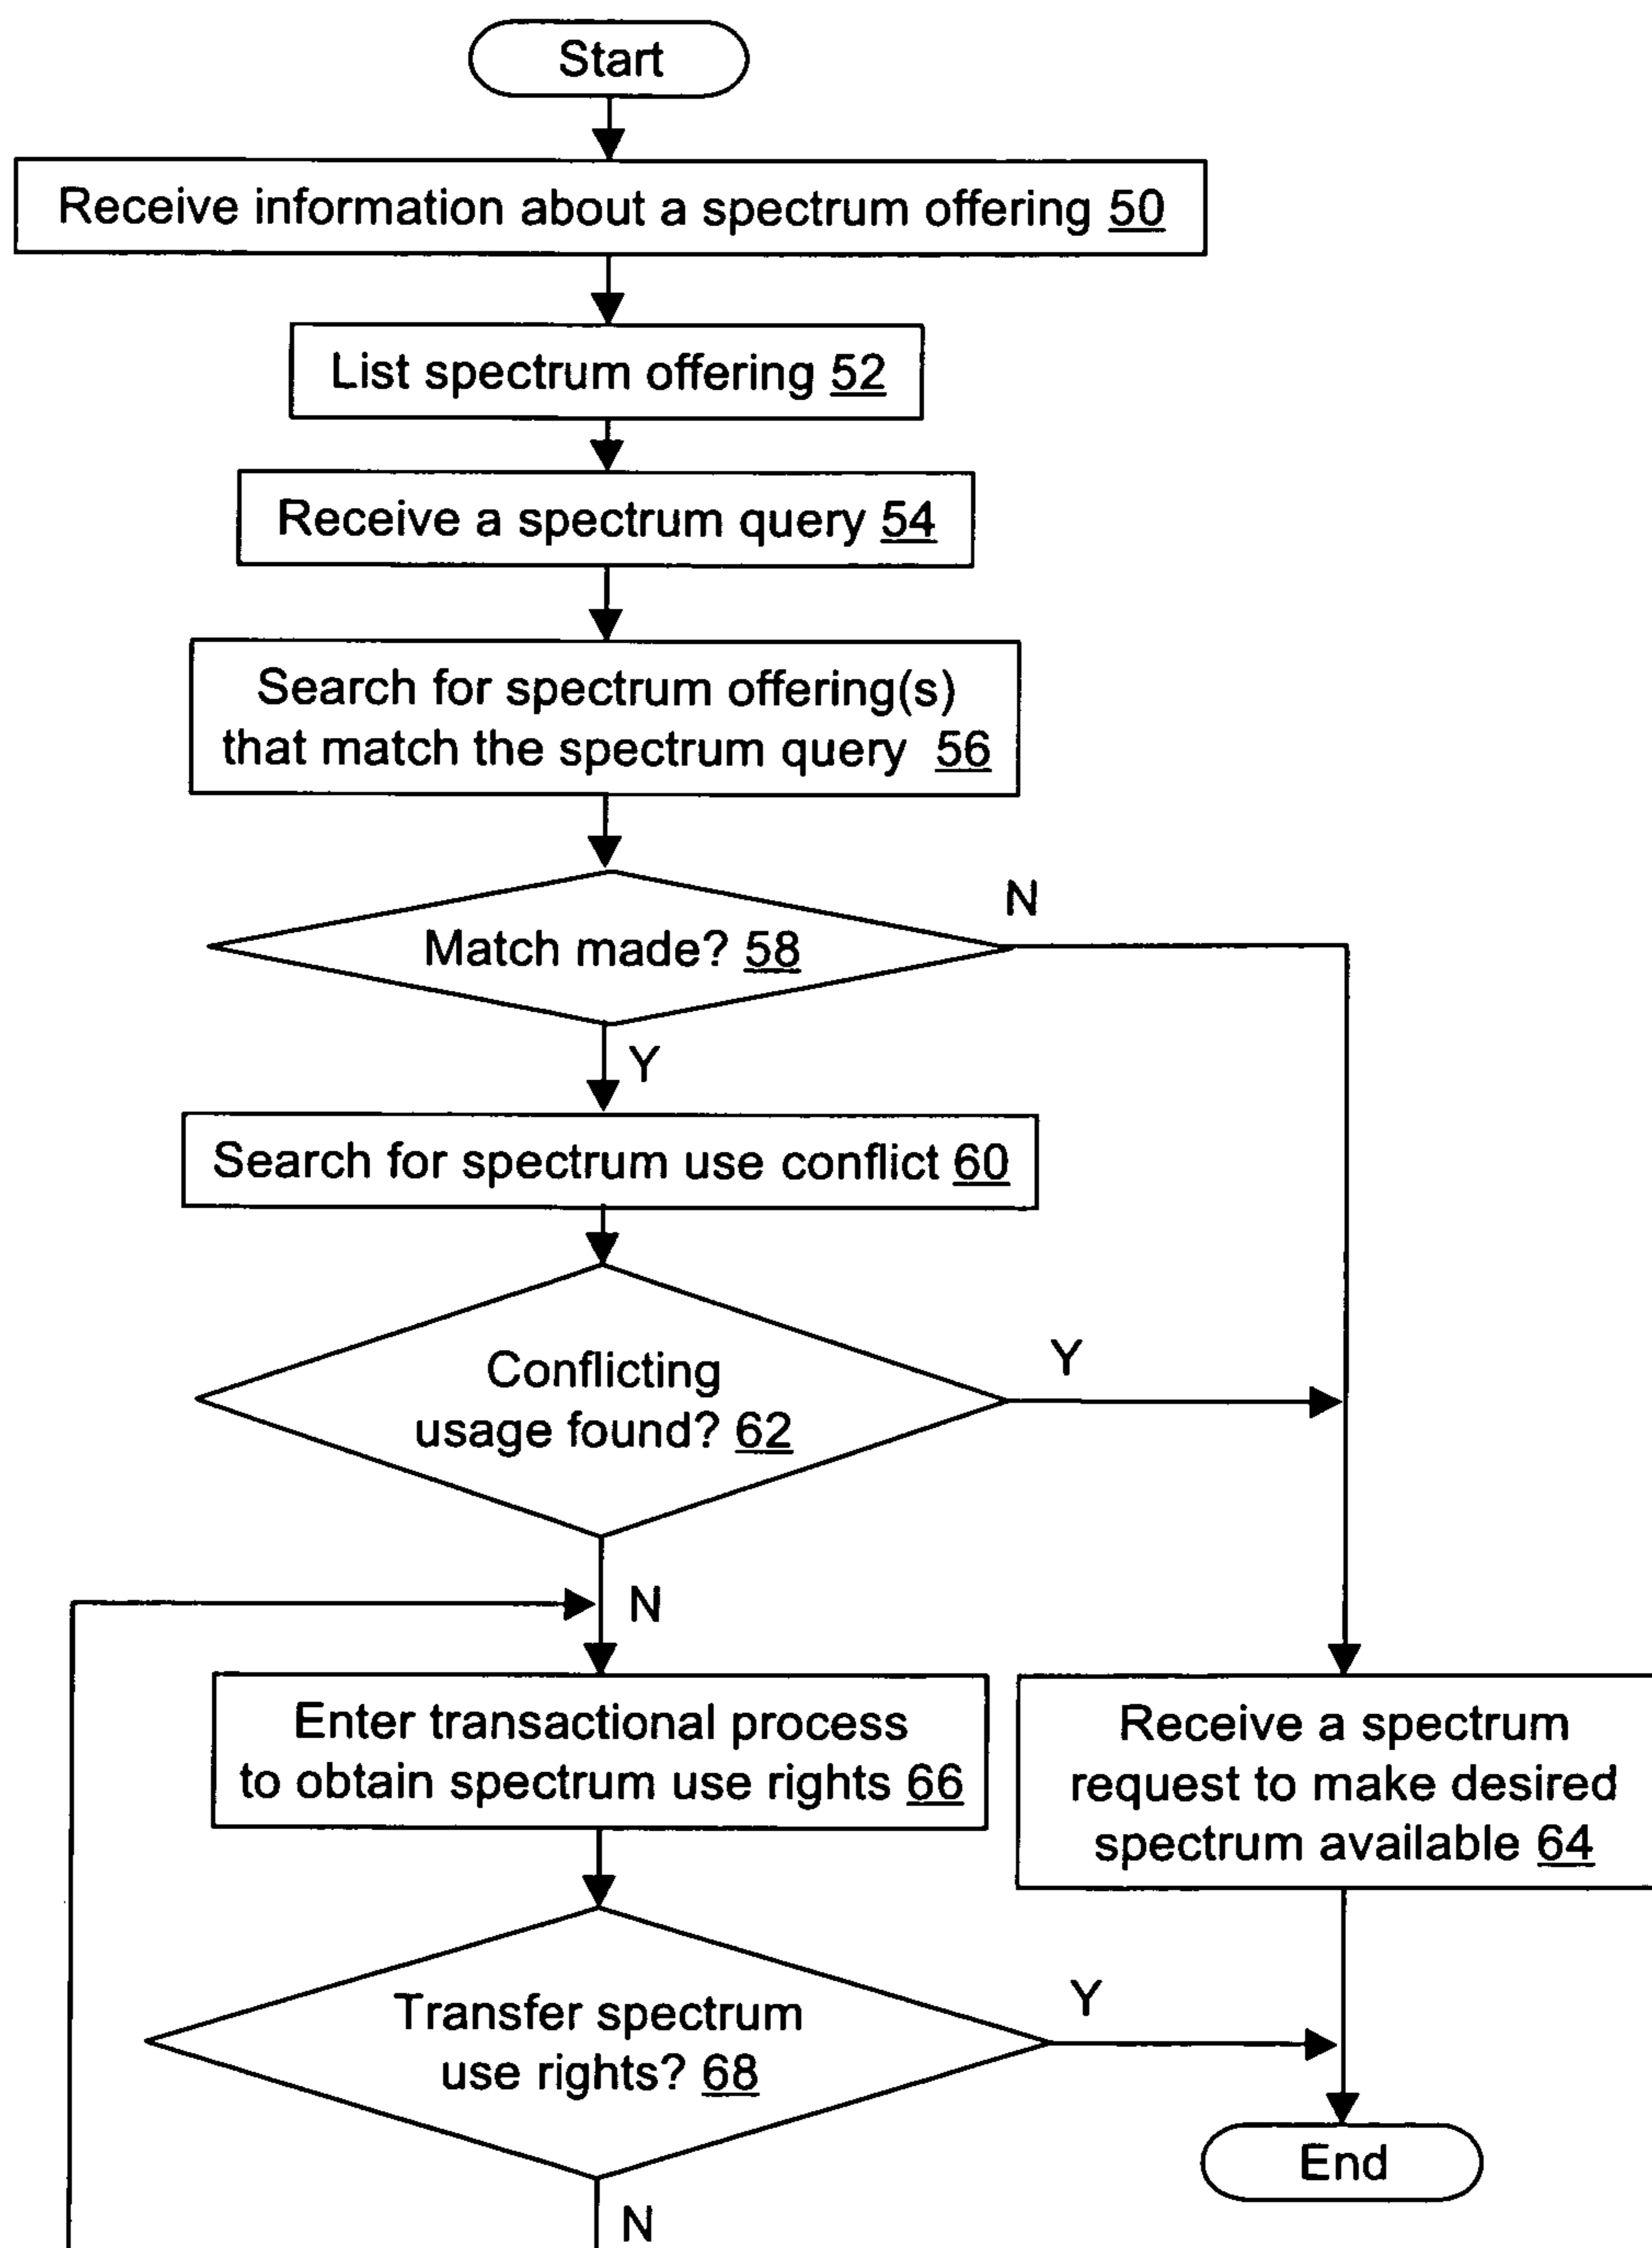 Start
Receive information about a spectrum offering 50
List spectrum offering 52
Receive a spectrum query 54
Search for spectrum offering(s)
that match the spectrum query 56
N
Match made? 58
Y
Search for spectrum use conflict 60
Conflicting
usage found? 62
Y
N
Enter transactional process
to obtain spectrum use rights 66
Receive a spectrum
request to make desired
spectrum available 64
Transfer spectrum
use rights? 68
Y
End
N